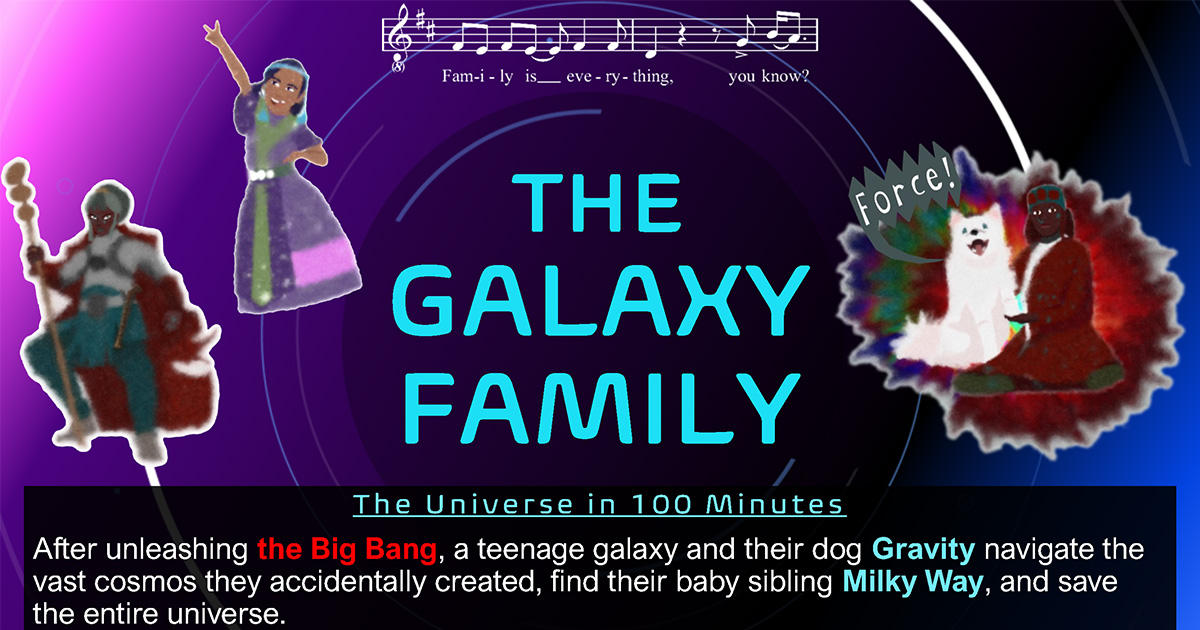 (8)
Fam-i-ly is___ eve-ry-thing, you know?
Force!
THE
GALAXY
FAMILY
The Universe in 100 Minutes
After unleashing the Big Bang, a teenage galaxy and their dog Gravity navigate the
vast cosmos they accidentally created, find their baby sibling Milky Way, and save
the entire universe.